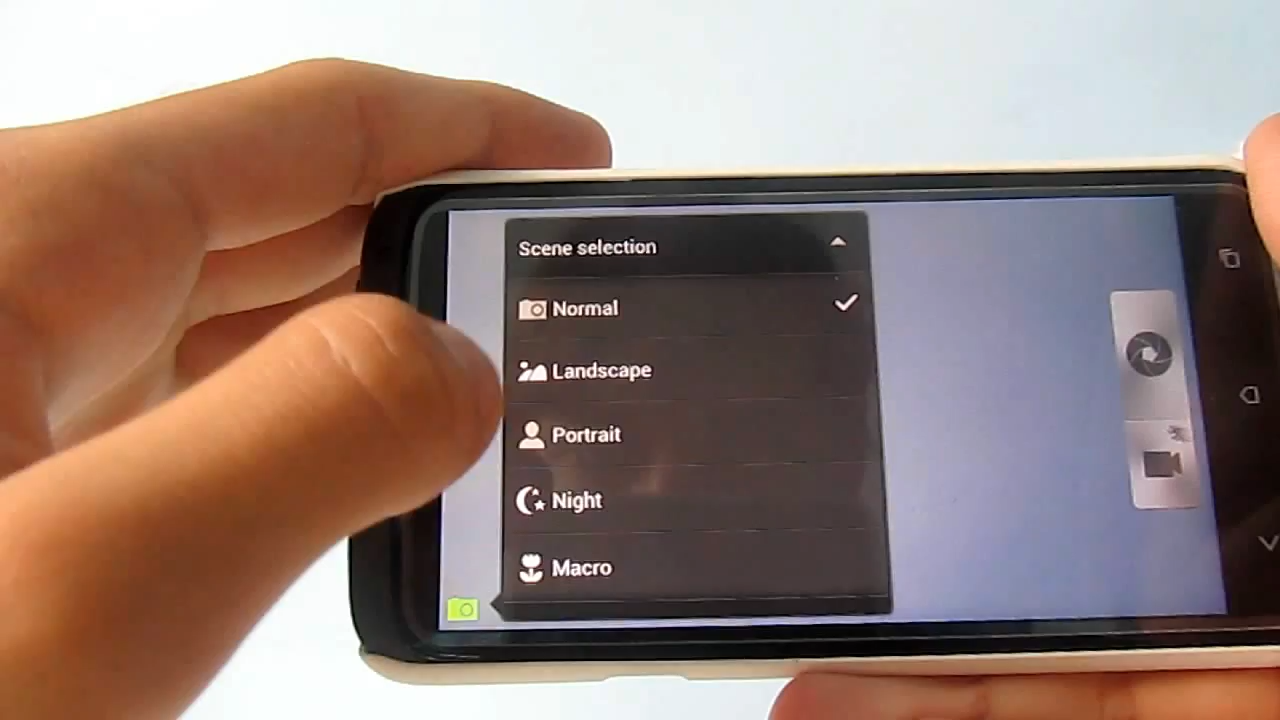 Scene selection
Normal
Landscape
Portrait
Night
Macro